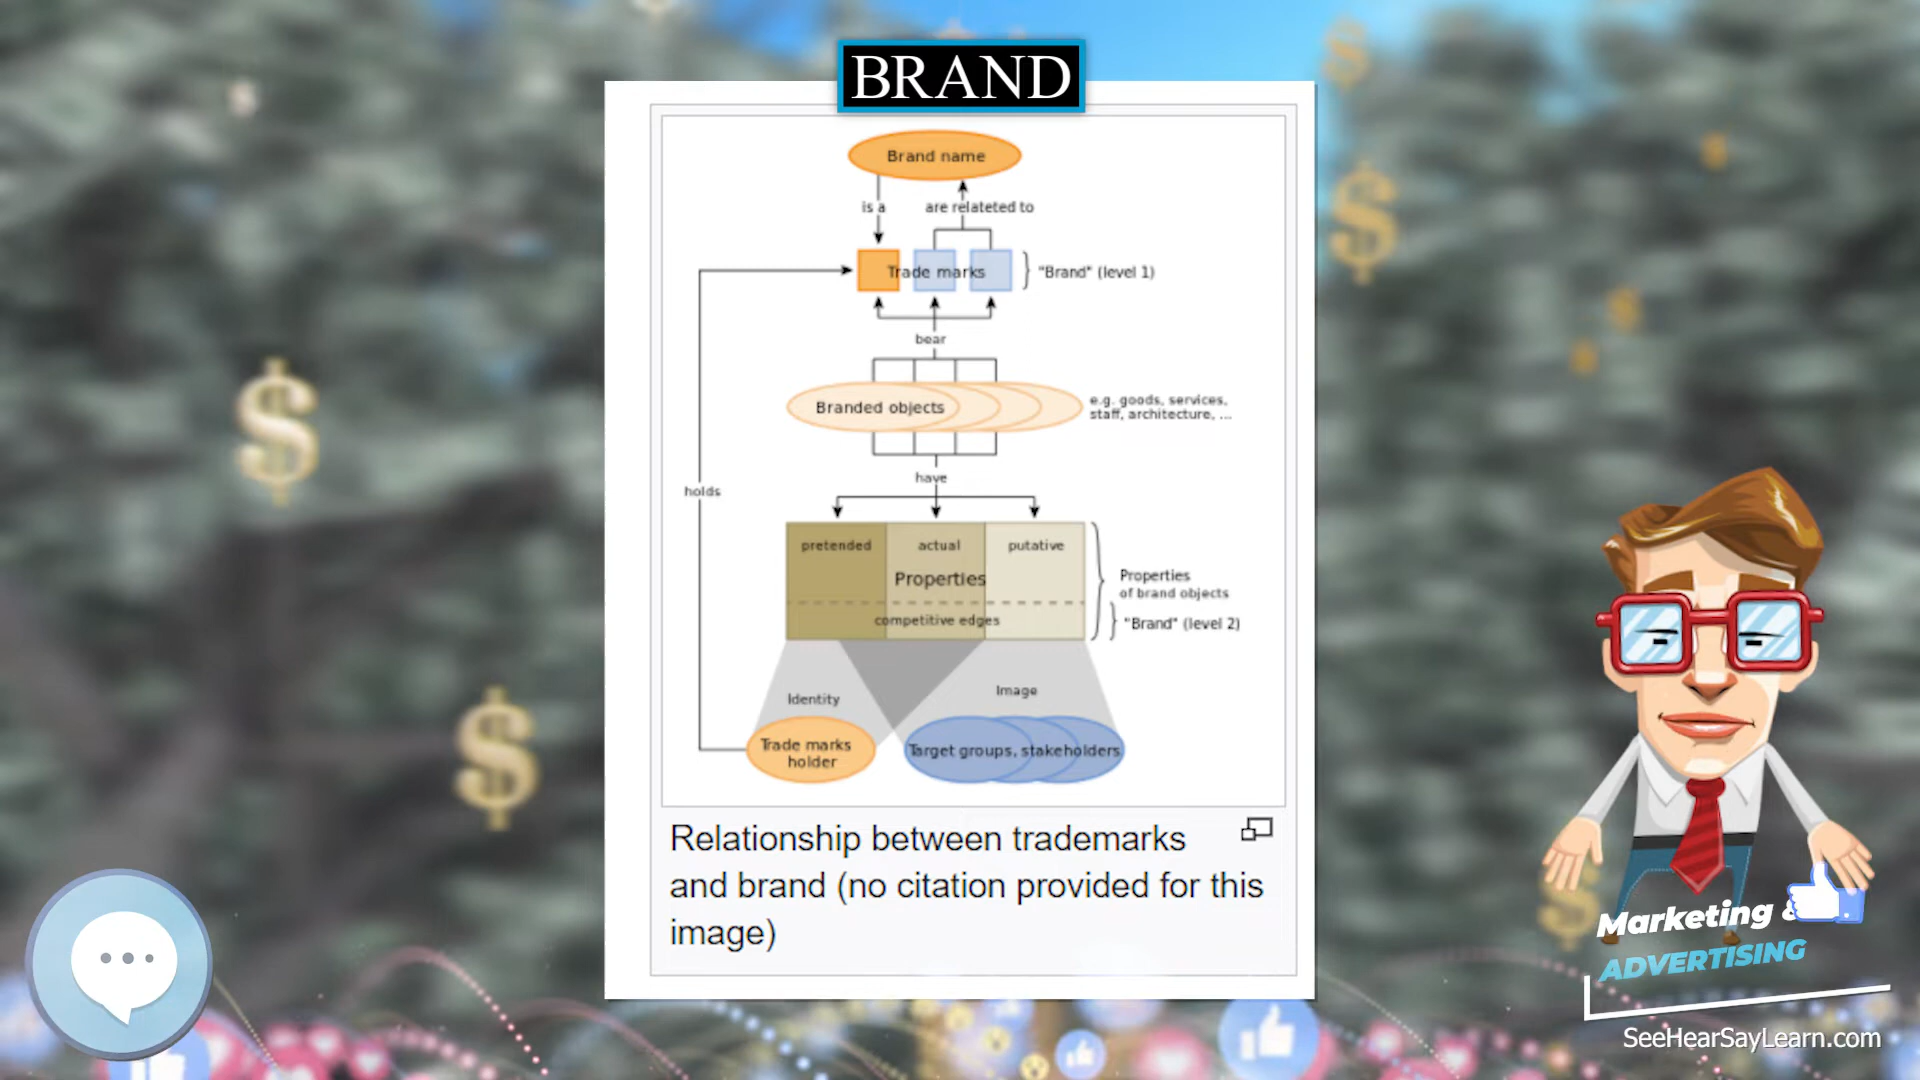 BRAND
Brand name
is a
are relateted to
Trade marks
"Brand" (level 1)
bear
Branded objects
e.g. goods, services,
staff, architecture, ...
have
holds
pretended
actual
putative
Properties
competitive edges
Properties
of brand objects
"Brand" (level 2)
Identity
Image
Trade marks
holder
Target groups, stakeholders
Relationship between trademarks
and brand (no citation provided for this
image)
Marketing &
ADVERTISING
SeeHearSayLearn.com